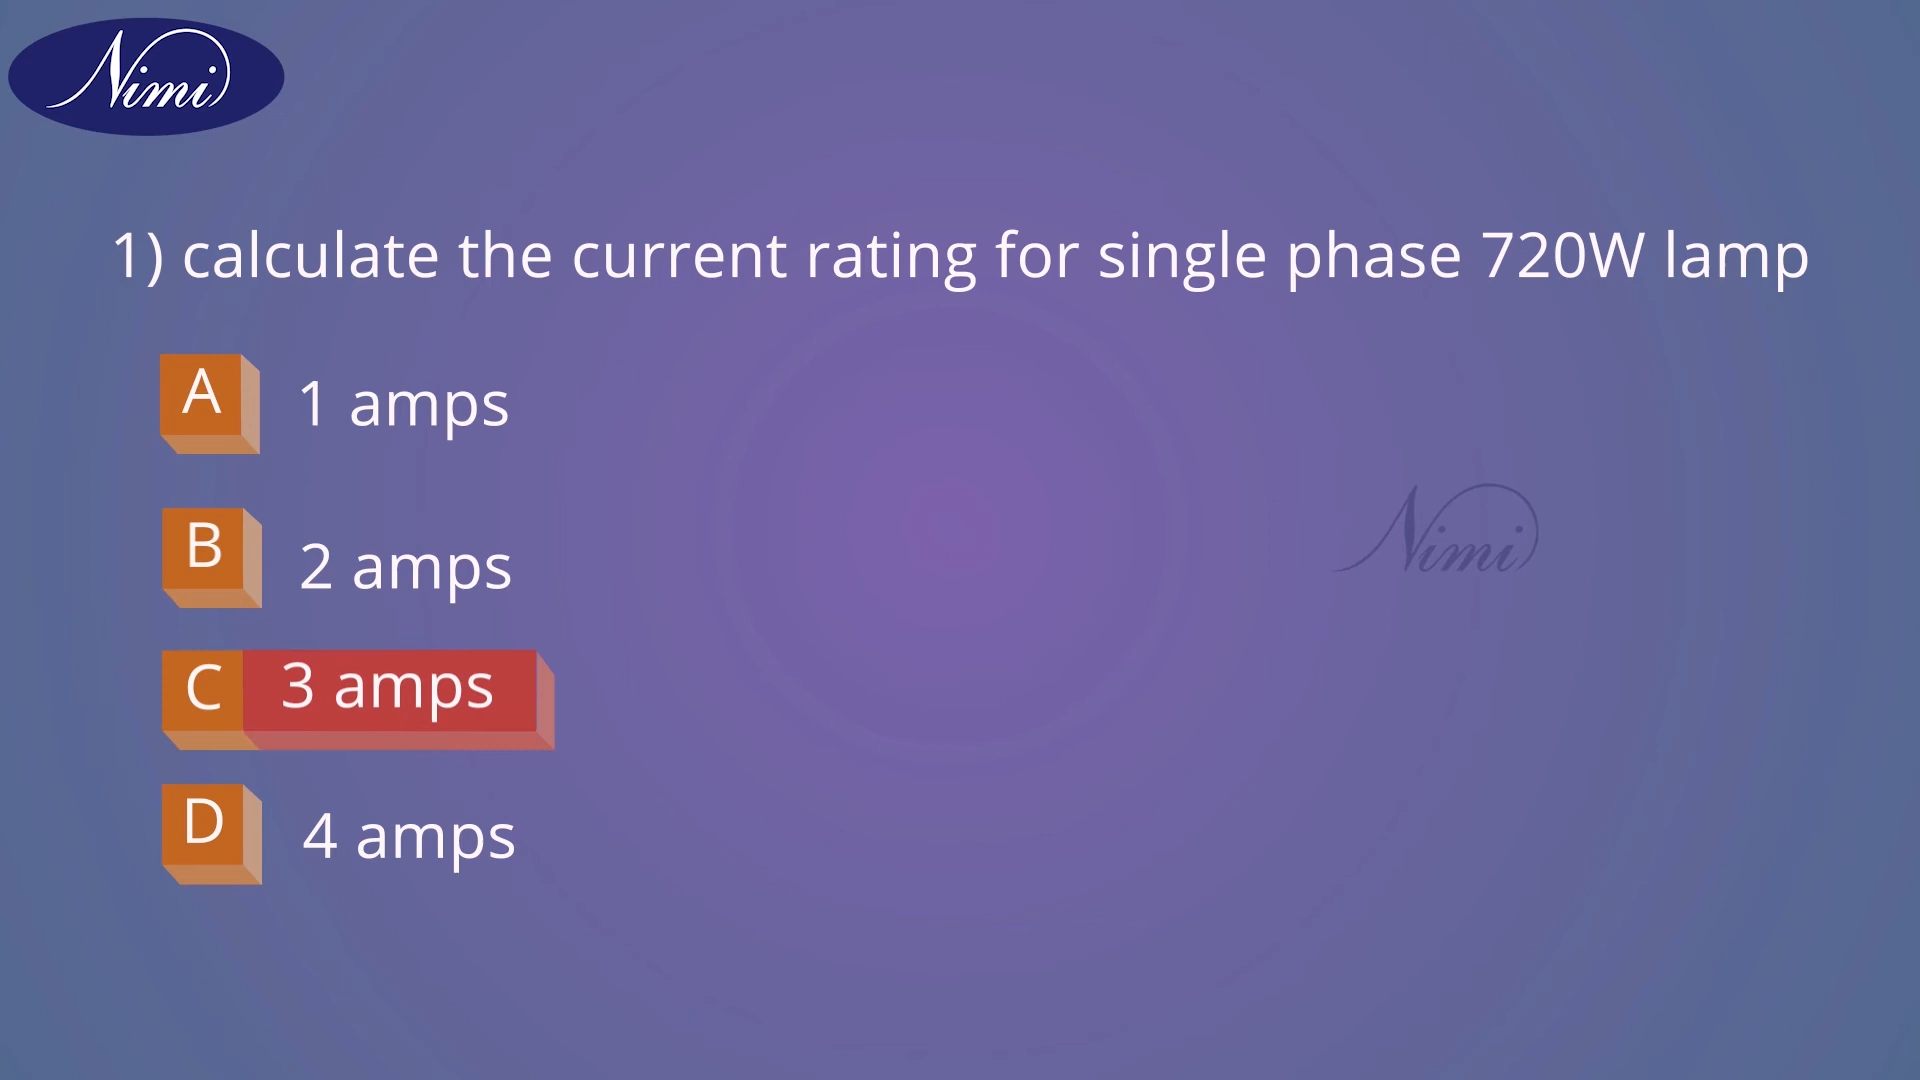 Nimi
1) calculate the current rating for single phase 720W lamp
A 1 amps
B 2 amps
Nimi
C 3 amps
D 4 amps